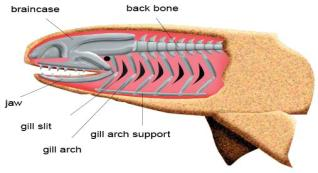 braincase
back bone
jaw
gill slit
gill arch support
gill arch